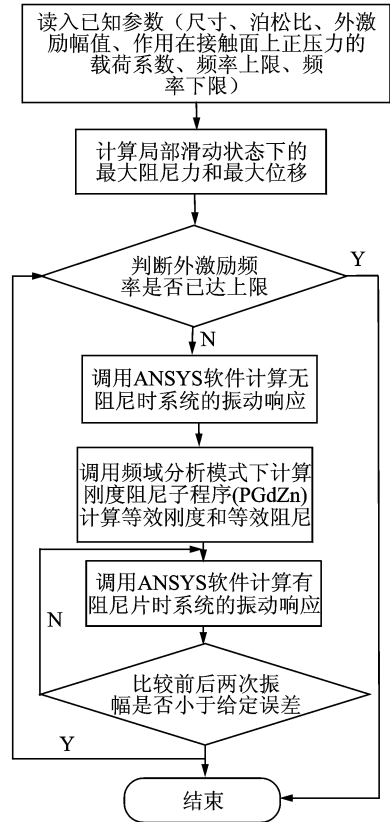 读入已知参数（尺寸、泊松比、外激
励幅值、作用在接触面上正压力的
载荷系数、频率上限、频
率下限）
计算局部滑动状态下的
最大阻尼力和最大位移
判断外激励频
率是否已达上限
Y
N
调用ANSYS软件计算无
阻尼时系统的振动响应
调用频域分析模式下计算
刚度阻尼子程序(PGdZn)
计算等效刚度和等效阻尼
调用ANSYS软件计算有
阻尼片时系统的振动响应
N
比较前后两次振
幅是否小于给定误差
Y
结束